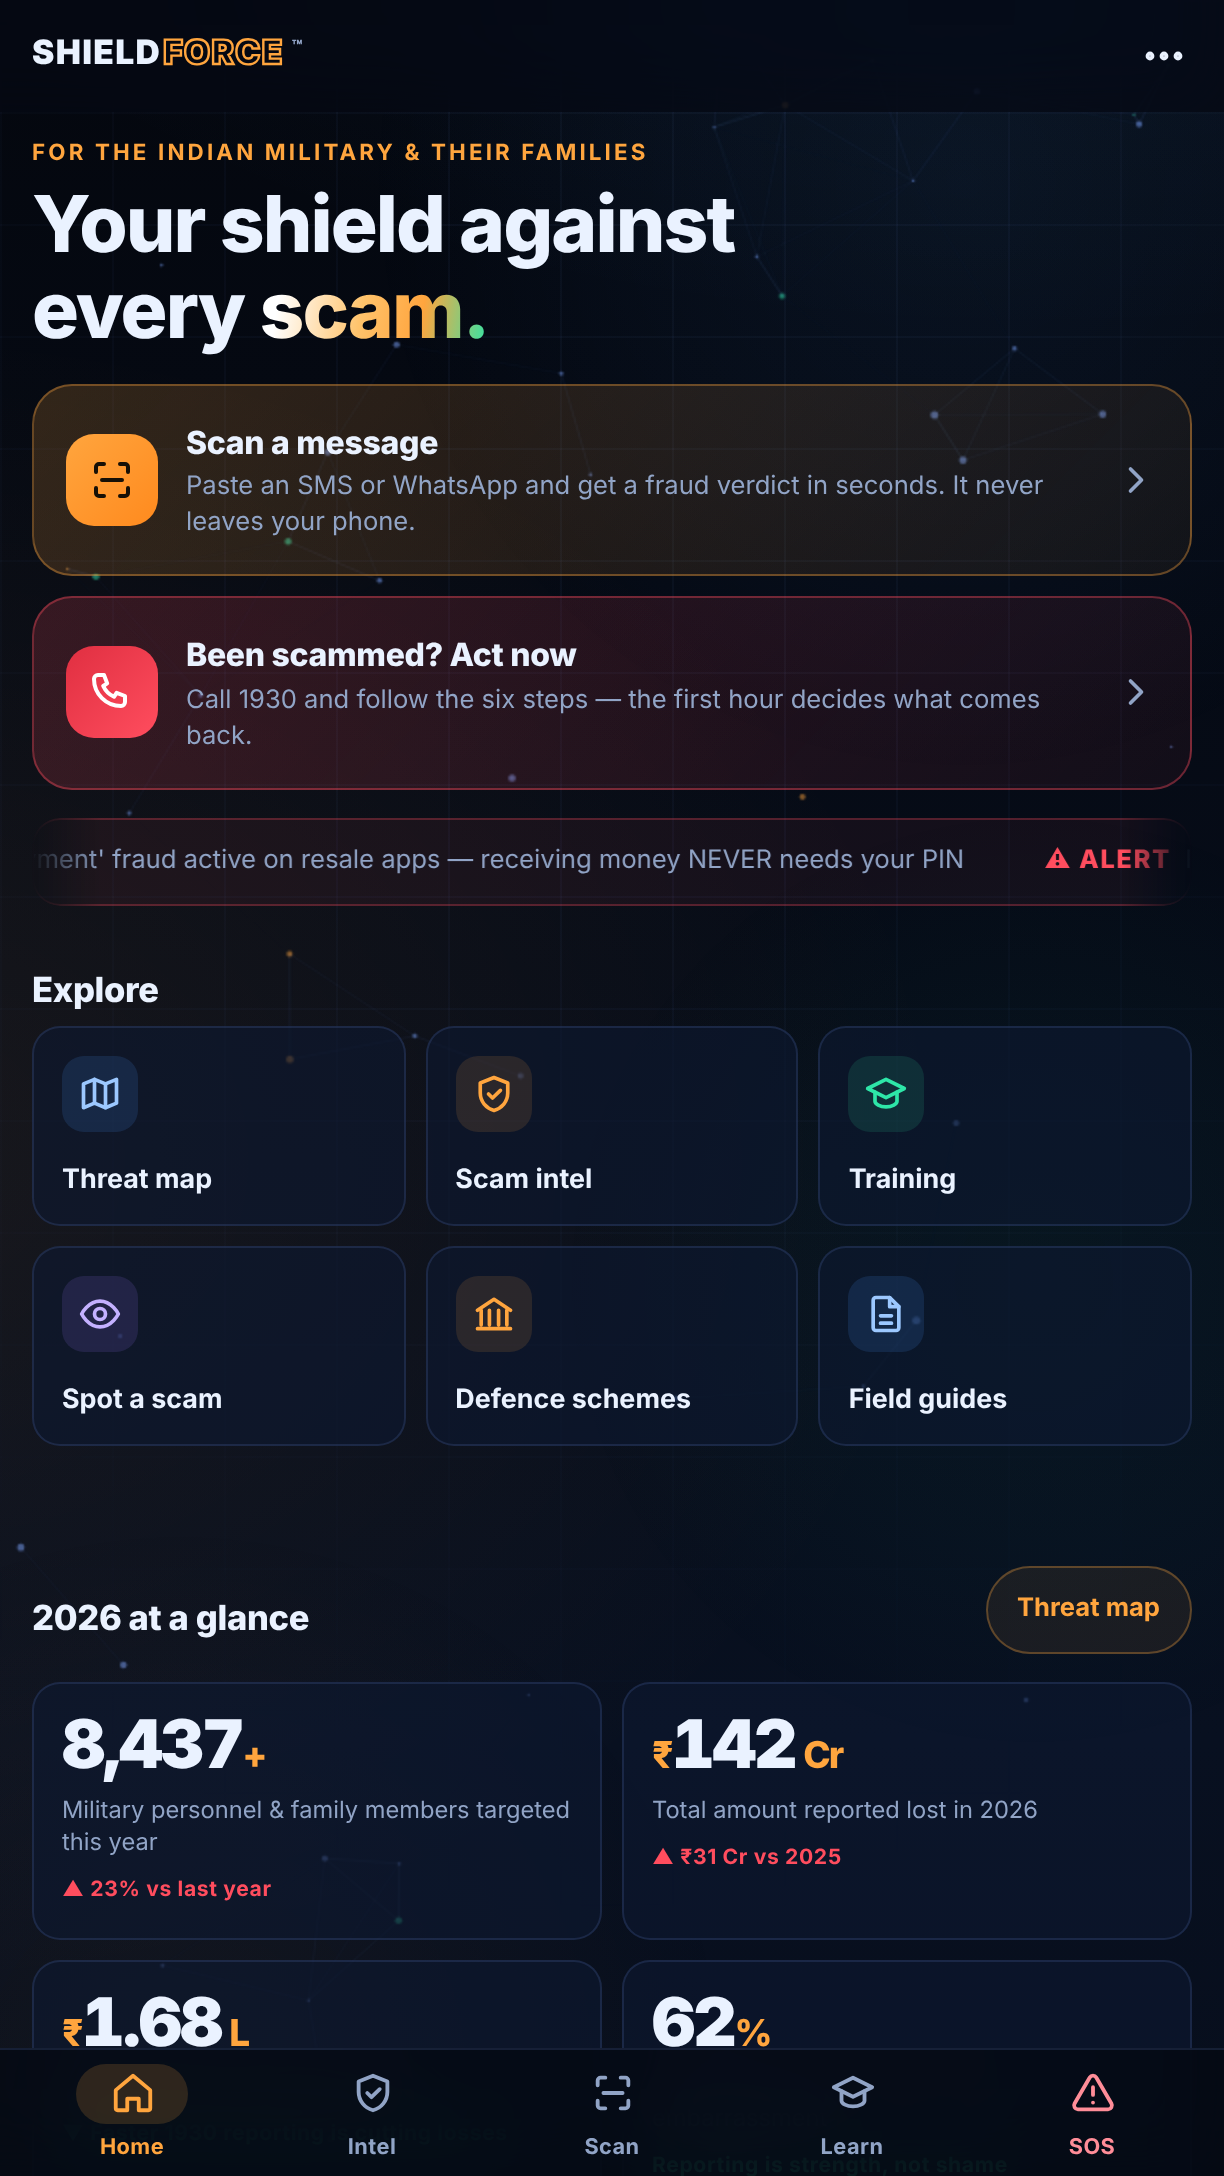 SHIELDFORCE ™
FOR THE INDIAN MILITARY & THEIR FAMILIES
Your shield against
every scam.
Scan a message
Paste an SMS or WhatsApp and get a fraud verdict in seconds. It never
leaves your phone.
Been scammed? Act now
Call 1930 and follow the six steps — the first hour decides what comes
back.
ment' fraud active on resale apps — receiving money NEVER needs your PIN ▲ ALERT
Explore
Threat map
Scam intel
Training
Spot a scam
Defence schemes
Field guides
2026 at a glance
Threat map
8,437+
Military personnel & family members targeted
this year
▲ 23% vs last year
₹142 Cr
Total amount reported lost in 2026
▲ ₹31 Cr vs 2025
₹1.68 L
62%
Reporting is strength, not shame
Home
Intel
Scan
Learn
SOS